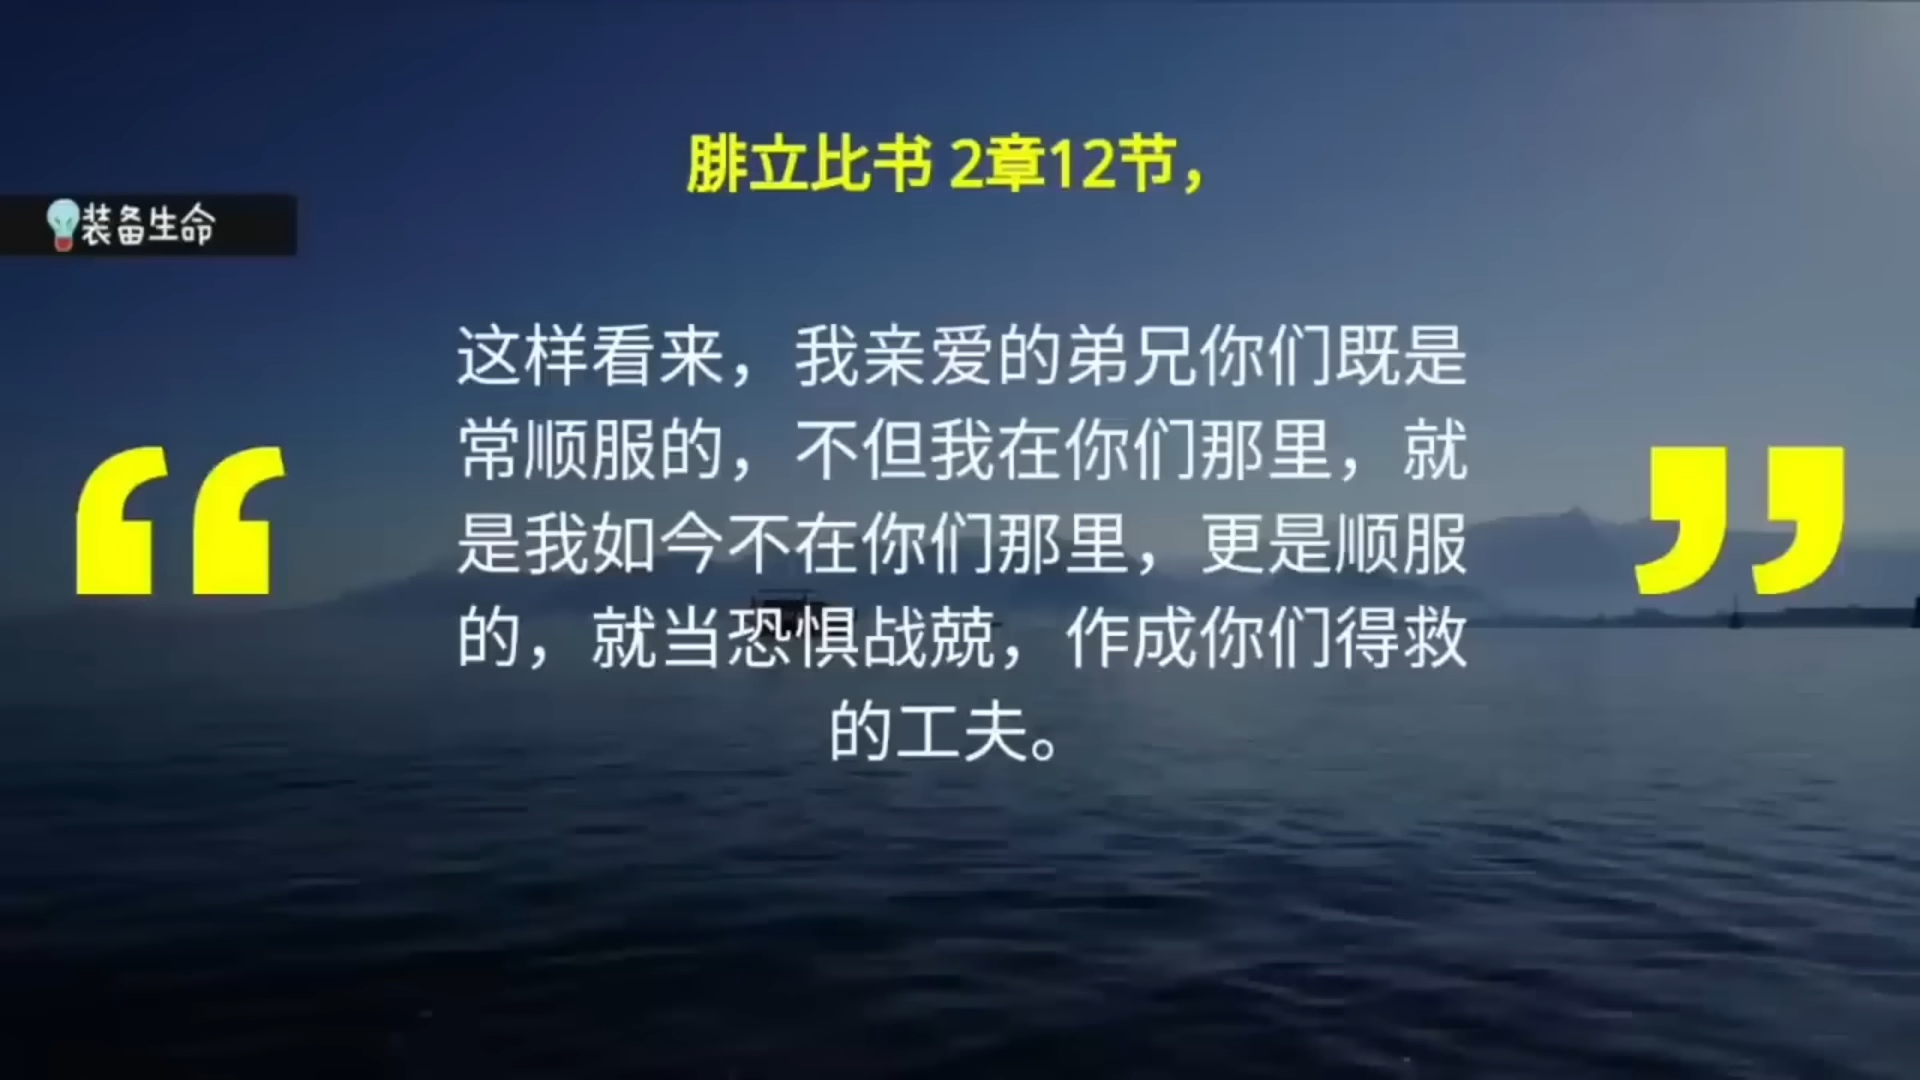 腓立比书 2章12节，
装备生命
这样看来，我亲爱的弟兄你们既是
常顺服的，不但我在你们那里，就
是我如今不在你们那里，更是顺服
的，就当恐惧战兢，作成你们得救
的工夫。